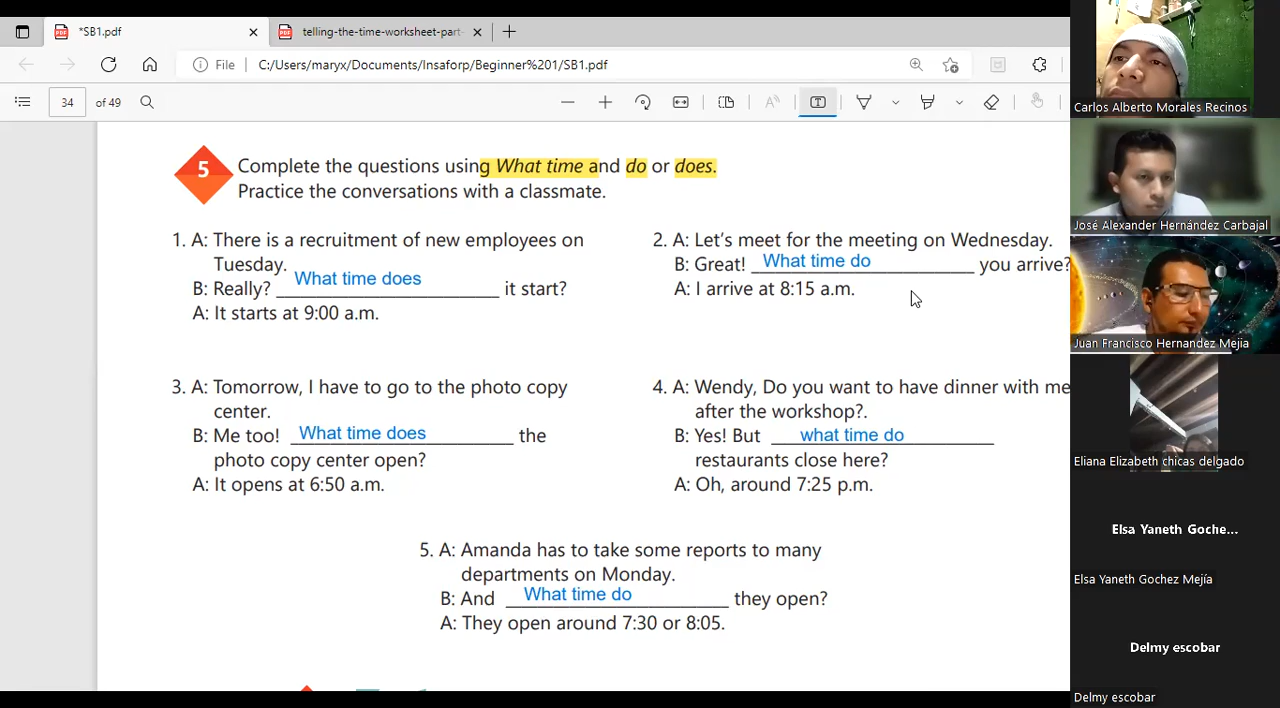 *SB1.pdf
telling-the-time-worksheet-part-
File
C:/Users/maryx/Documents/Insaforp/Beginner%201/SB1.pdf
34
of 49
5
Complete the questions using What time and do or does.
Practice the conversations with a classmate.
1. A: There is a recruitment of new employees on
Tuesday.
B: Really? What time does it start?
A: It starts at 9:00 a.m.
2. A: Let's meet for the meeting on Wednesday.
B: Great! What time do you arrive?
A: I arrive at 8:15 a.m.
3. A: Tomorrow, I have to go to the photo copy
center.
B: Me too! What time does the
photo copy center open?
A: It opens at 6:50 a.m.
4. A: Wendy, Do you want to have dinner with me
after the workshop?.
B: Yes! But what time do
restaurants close here?
A: Oh, around 7:25 p.m.
5. A: Amanda has to take some reports to many
departments on Monday.
B: And What time do they open?
A: They open around 7:30 or 8:05.
Carlos Alberto Morales Recinos
José Alexander Hernández Carbajal
Juan Francisco Hernandez Mejia
Eliana Elizabeth chicas delgado
Elsa Yaneth Goche...
Elsa Yaneth Gochez Mejía
Delmy escobar
Delmy escobar